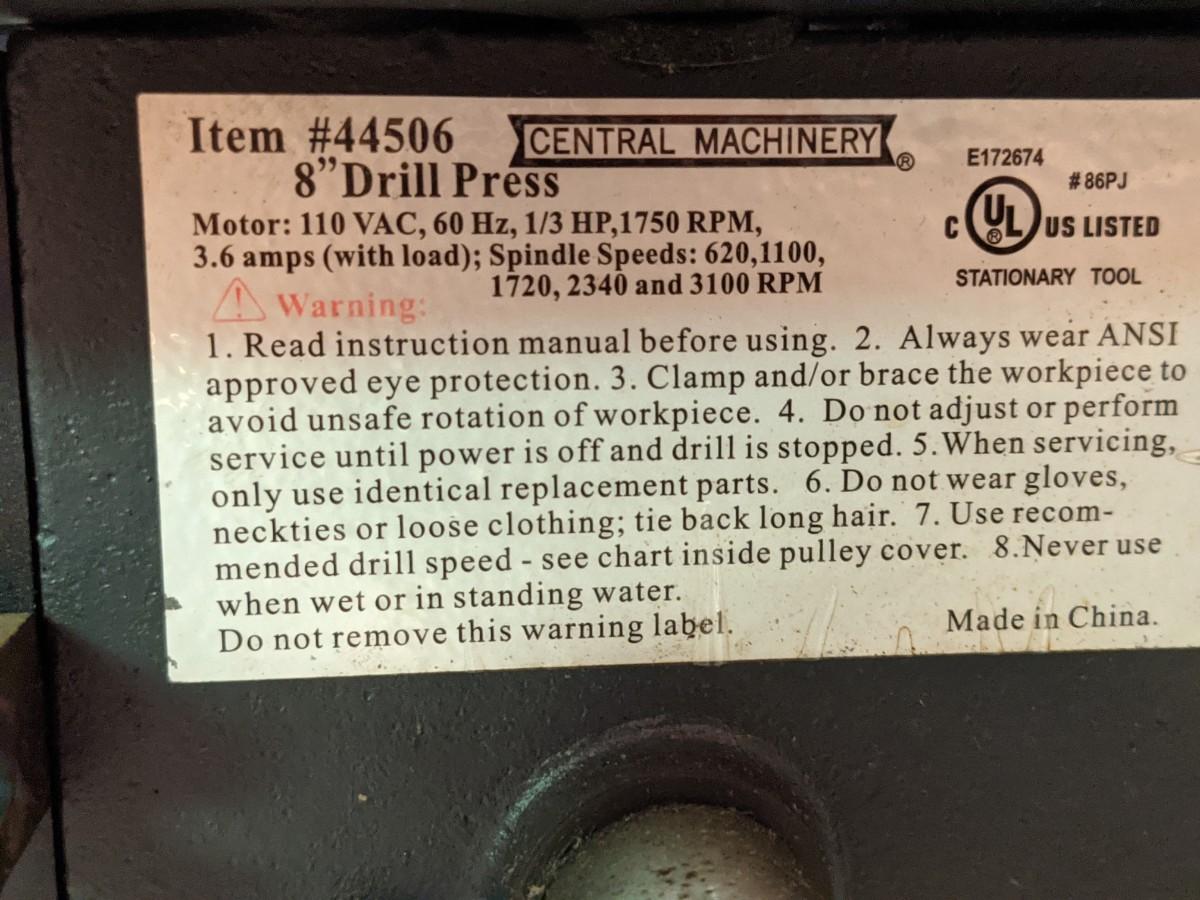 Item #44506
CENTRAL MACHINERY®
8" Drill Press
E172674
#86PJ
C UL® US LISTED
STATIONARY TOOL
Motor: 110 VAC, 60 Hz, 1/3 HP,1750 RPM,
3.6 amps (with load); Spindle Speeds: 620,1100,
1720, 2340 and 3100 RPM
! Warning:
1. Read instruction manual before using. 2. Always wear ANSI
approved eye protection. 3. Clamp and/or brace the workpiece to
avoid unsafe rotation of workpiece. 4. Do not adjust or perform
service until power is off and drill is stopped. 5. When servicing,
only use identical replacement parts. 6. Do not wear gloves,
neckties or loose clothing; tie back long hair. 7. Use recom-
mended drill speed - see chart inside pulley cover. 8.Never use
when wet or in standing water.
Do not remove this warning label.
Made in China.